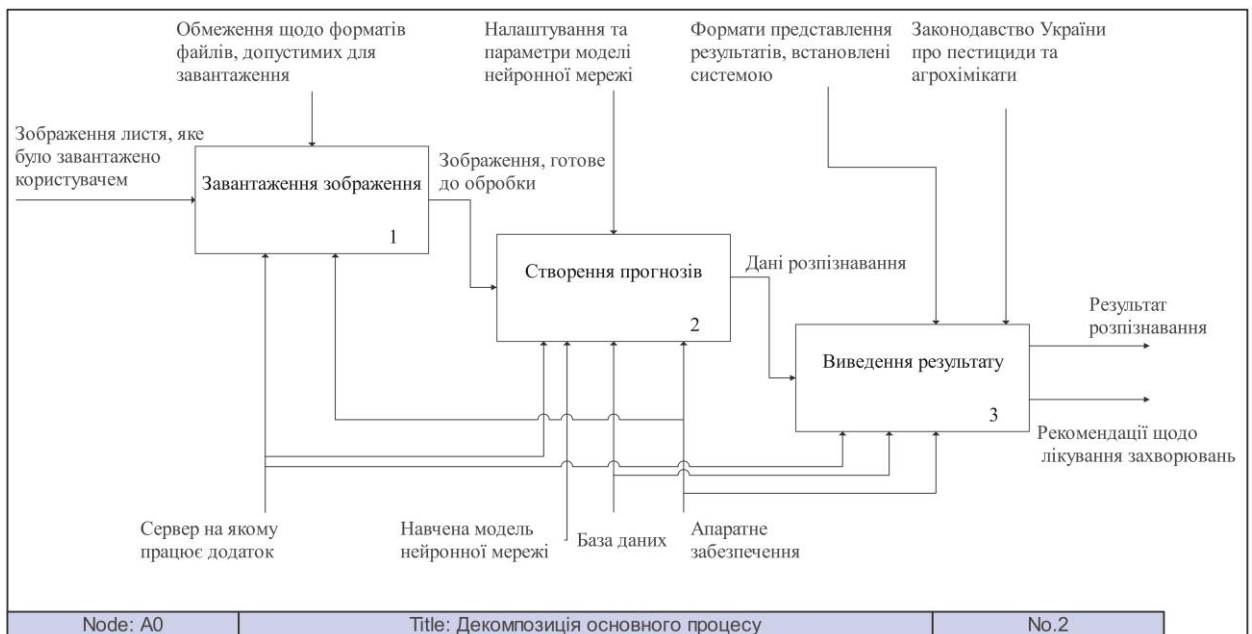 Обмеження щодо форматів
файлів, допустимих для
завантаження
Налаштування та
параметри моделі
нейронної мережі
Формати представлення
результатів, встановлені
системою
Законодавство України
про пестициди та
агрохімікати
Зображення листя, яке
було завантажено
користувачем
Завантаження зображення
1
Зображення, готове
до обробки
Створення прогнозів
2
Дані розпізнавання
Виведення результату
3
Результат
розпізнавання
Рекомендації щодо
лікування захворювань
Сервер на якому
працює додаток
Навчена модель
нейронної мережі
База даних
Апаратне
забезпечення
Node: A0
Title: Декомпозиція основного процесу
No.2